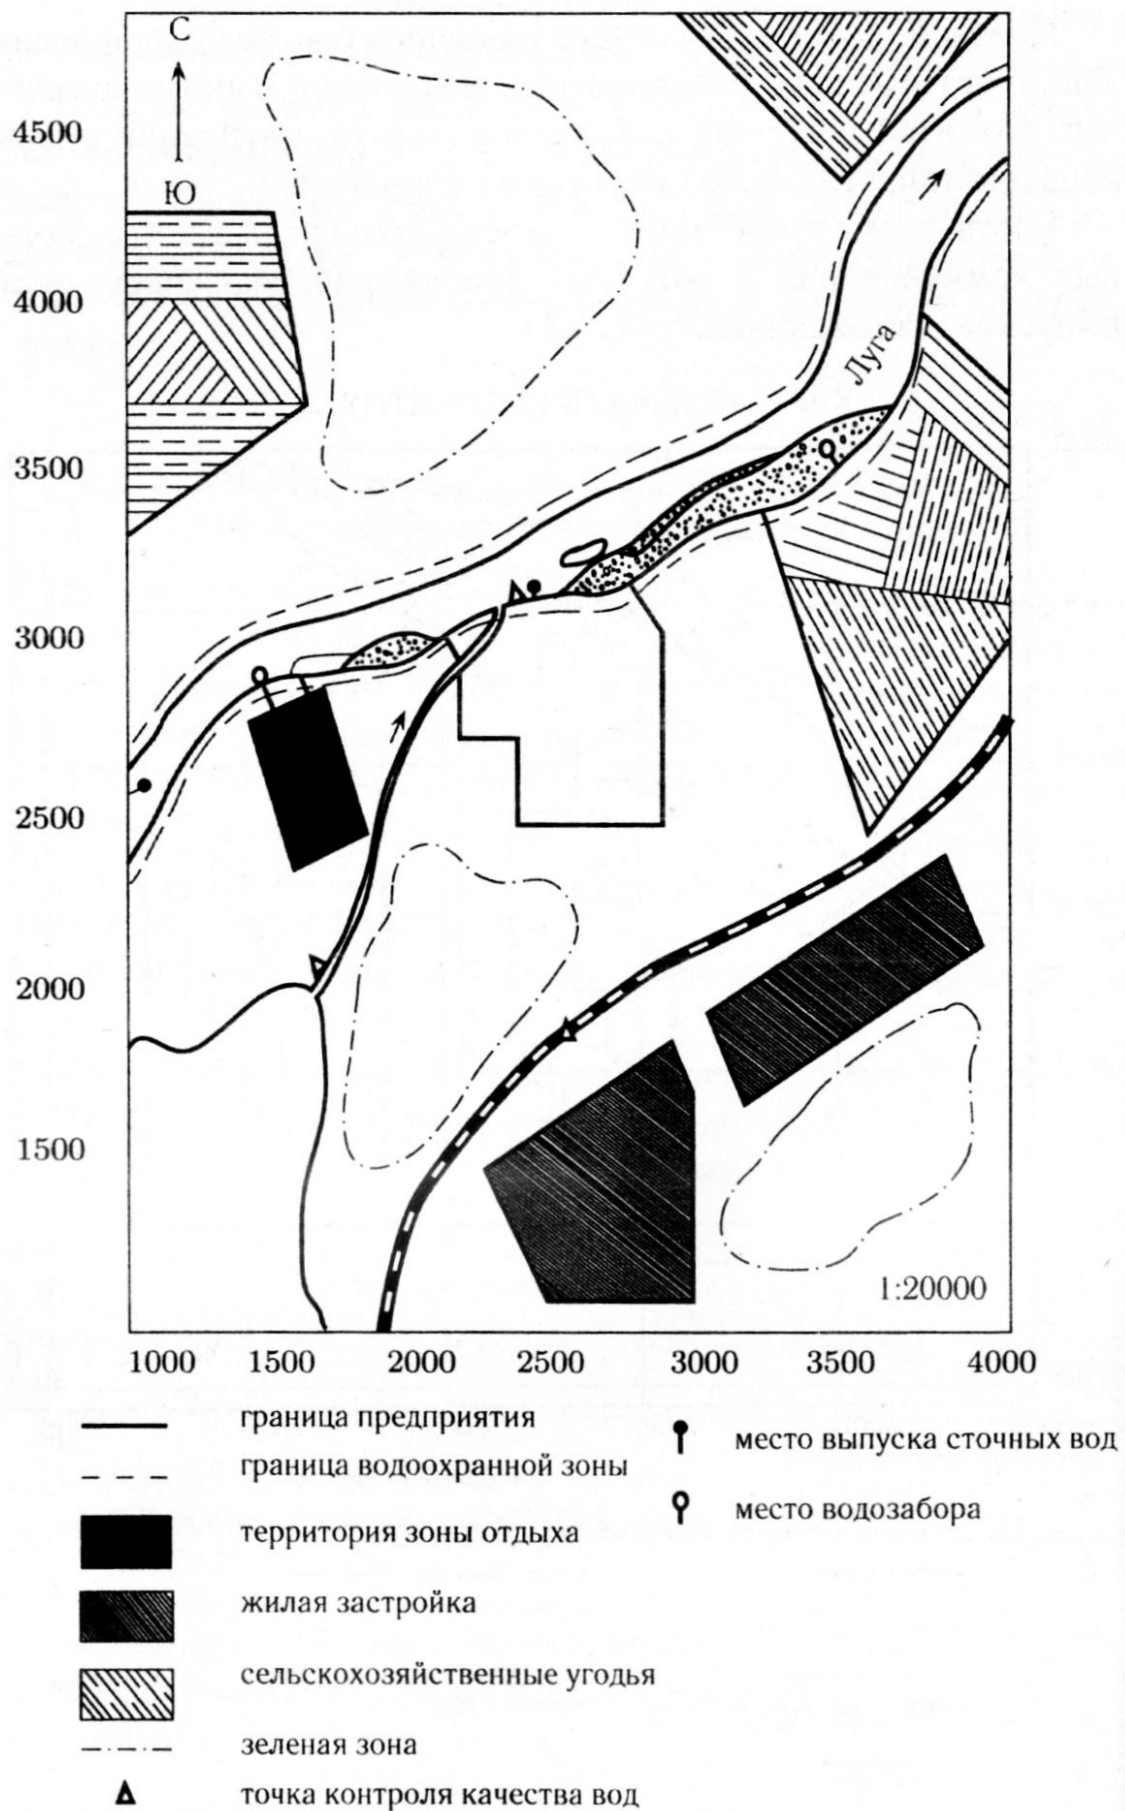 С
4500
Ю
4000
Луга
3500
3000
2500
2000
1500
1:20000
1000 1500 2000 2500 3000 3500 4000
граница предприятия
место выпуска сточных вод
граница водоохранной зоны
место водозабора
территория зоны отдыха
жилая застройка
сельскохозяйственные угодья
зеленая зона
точка контроля качества вод